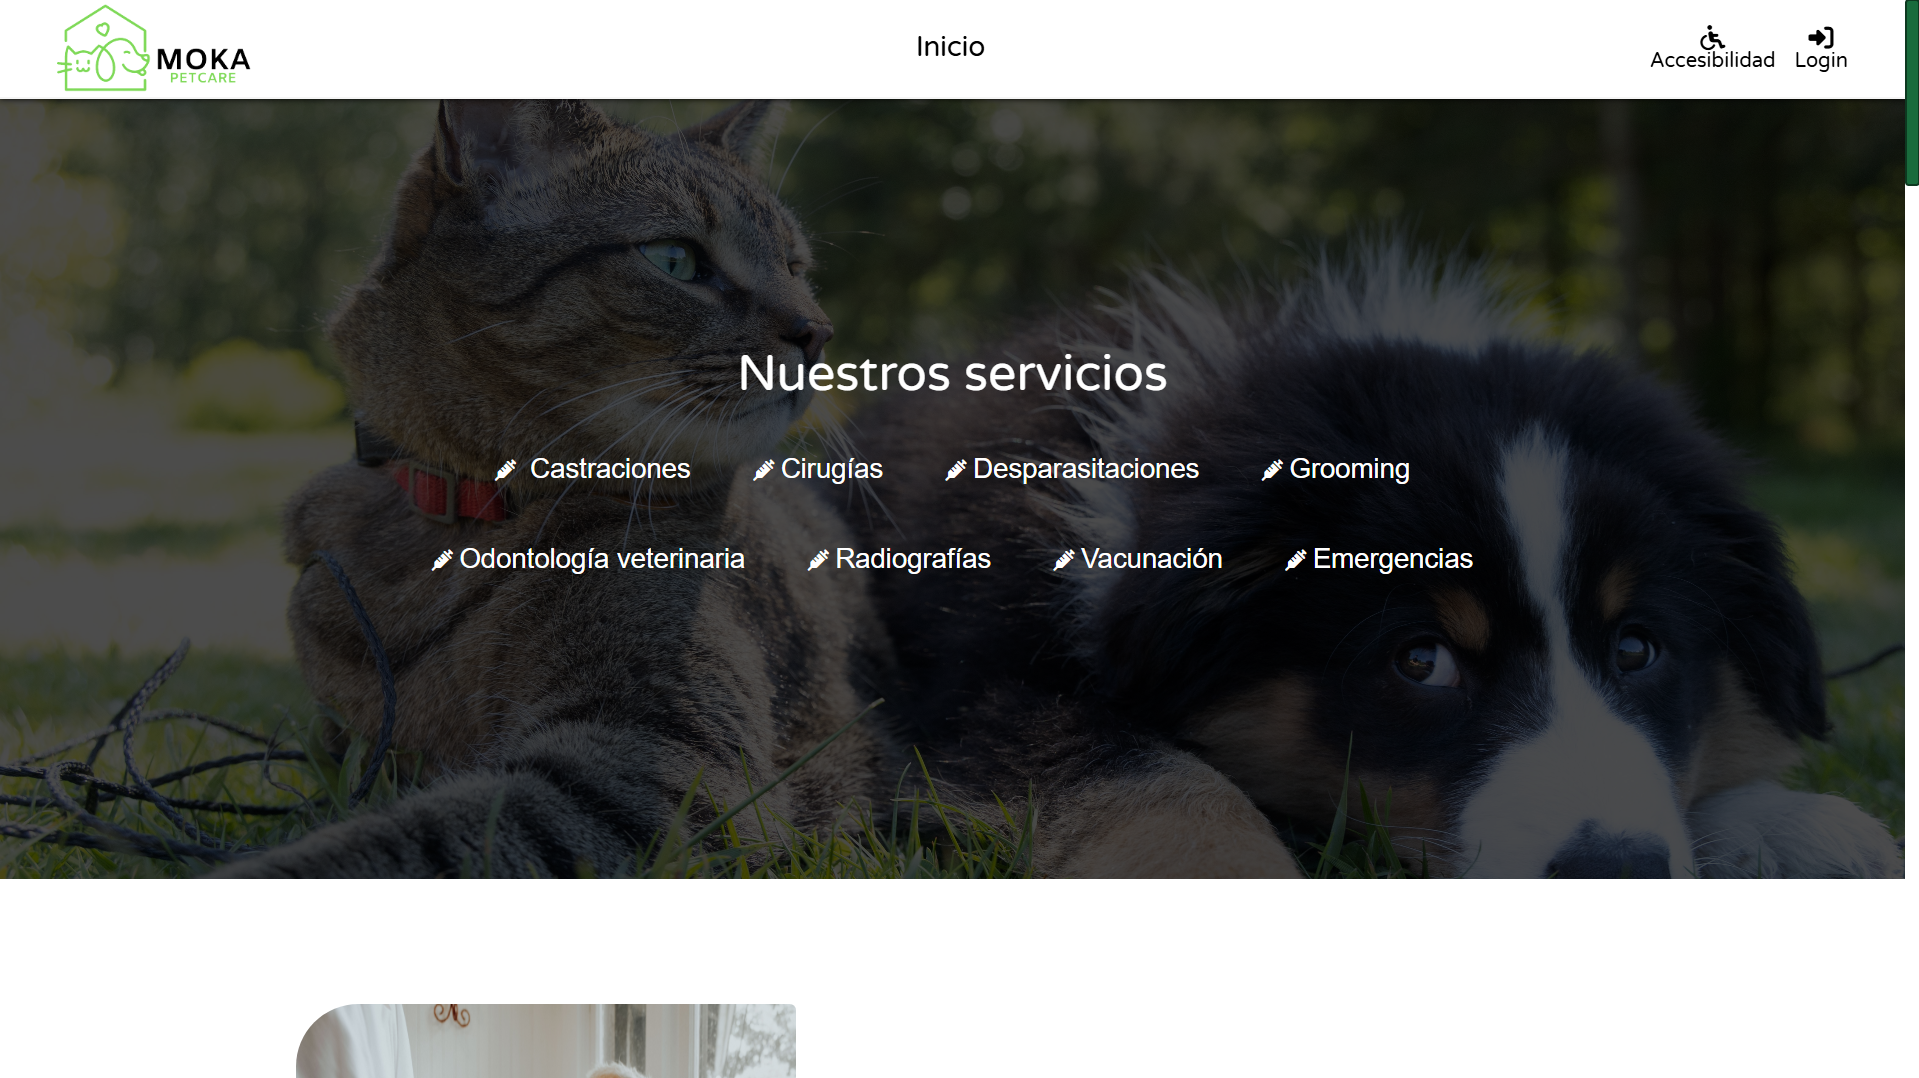 MOKA
PETCARE
Inicio
Accesibilidad
Login
Nuestros servicios
Castraciones Cirugías Desparasitaciones Grooming
Odontología veterinaria Radiografías Vacunación Emergencias